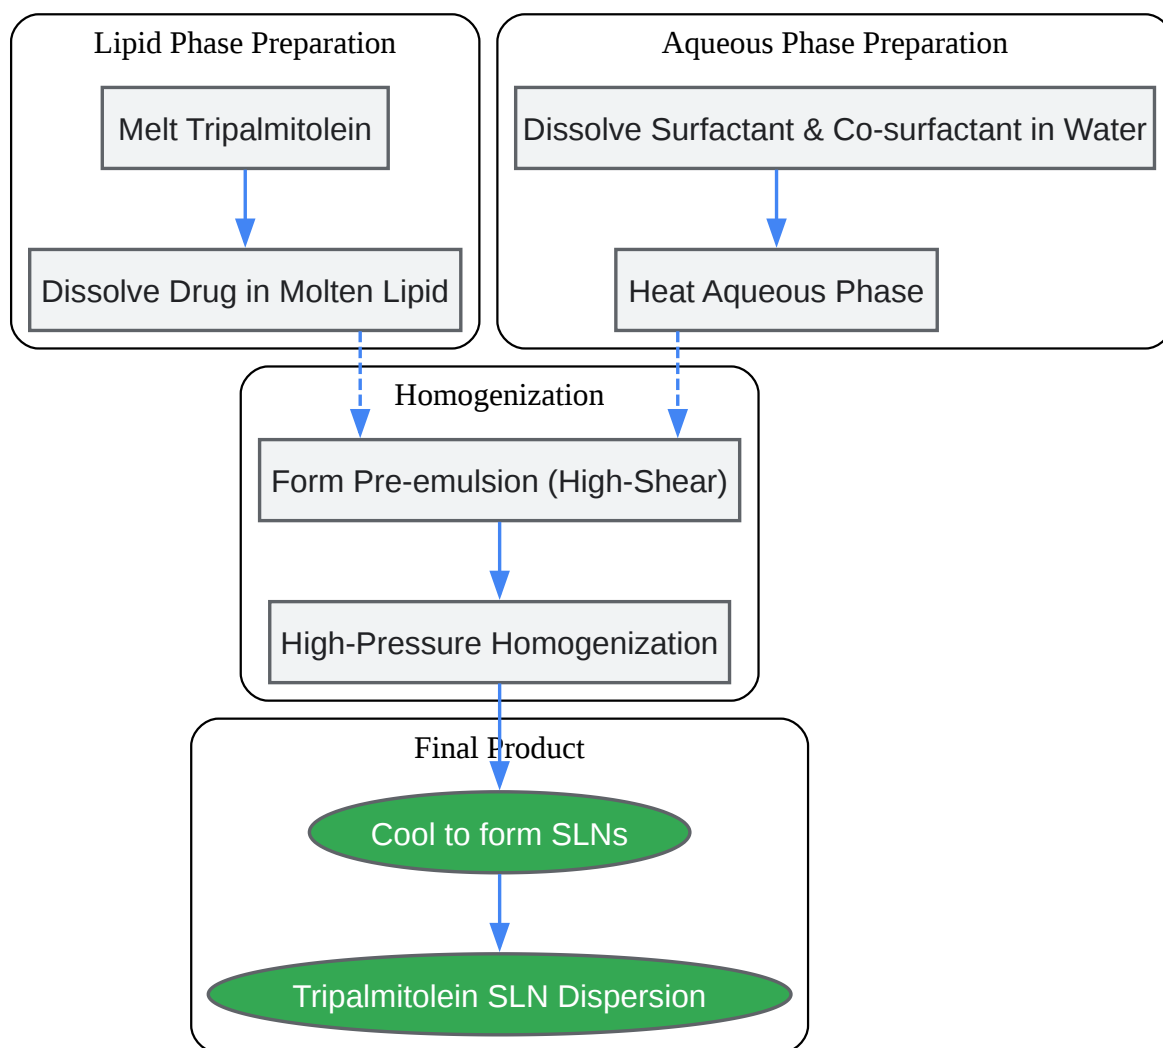 Lipid Phase Preparation
Melt Tripalmitolein
Dissolve Drug in Molten Lipid
Aqueous Phase Preparation
Dissolve Surfactant & Co-surfactant in Water
Heat Aqueous Phase
Homogenization
Form Pre-emulsion (High-Shear)
High-Pressure Homogenization
Final Product
Cool to form SLNs
Tripalmitolein SLN Dispersion